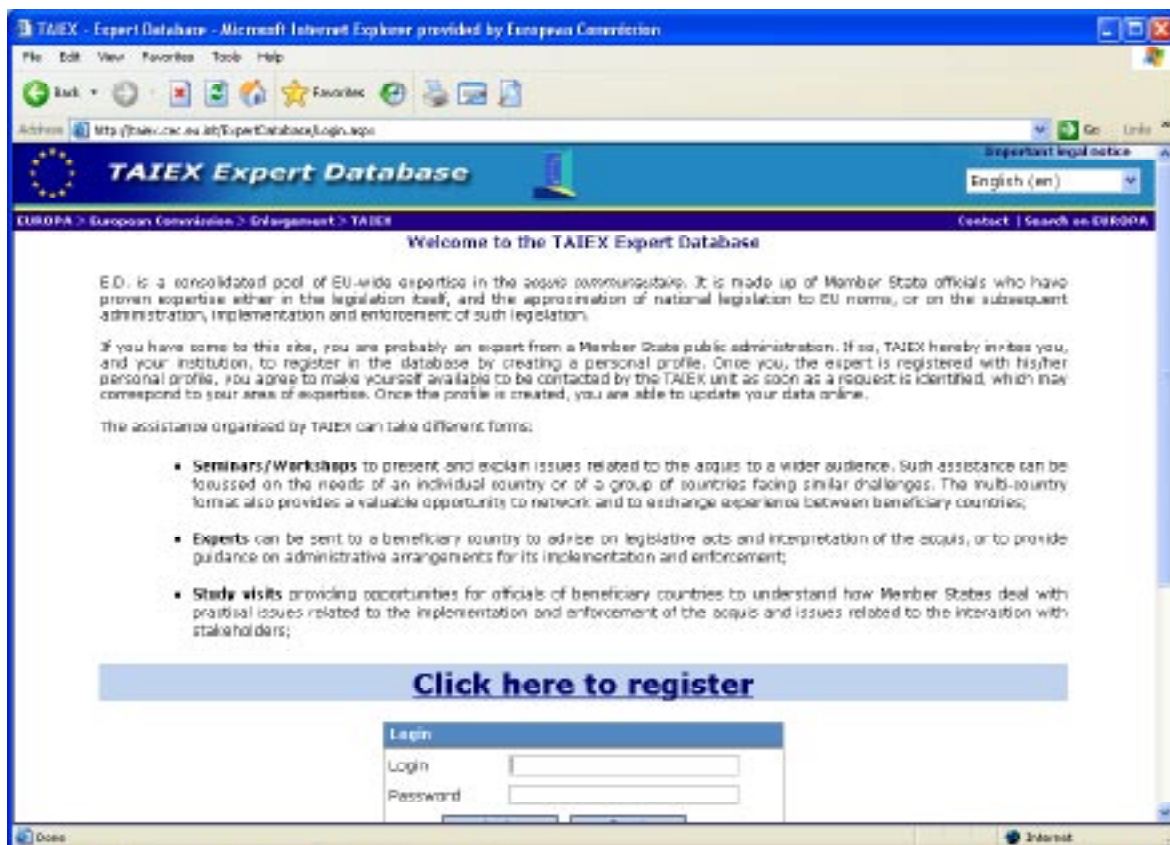 TAIEX - Expert Database - Microsoft Internet Explorer provided by European Commission
File Edit View Favorites Tools Help
Back Favorites
Address http://taiex.cec.eu.int/ExpertDatabase/Login.aspx Go Links
Important legal notice
TAIEX Expert Database
English (en)
EUROPA > European Commission > Enlargement > TAIEX Contact | Search on EUROPA
Welcome to the TAIEX Expert Database
E.D. is a consolidated pool of EU-wide expertise in the acquis communautaire. It is made up of Member State officials who have
proven expertise either in the legislation itself, and the approximation of national legislation to EU norms, or on the subsequent
administration, implementation and enforcement of such legislation.
If you have come to this site, you are probably an expert from a Member State public administration. If so, TAIEX hereby invites you,
and your institution, to register in the database by creating a personal profile. Once you, the expert is registered with his/her
personal profile, you agree to make yourself available to be contacted by the TAIEX unit as soon as a request is identified, which may
correspond to your area of expertise. Once the profile is created, you are able to update your data online.
The assistance organised by TAIEX can take different forms:
• Seminars/Workshops to present and explain issues related to the acquis to a wider audience. Such assistance can be
focussed on the needs of an individual country or of a group of countries facing similar challenges. The multi-country
format also provides a valuable opportunity to network and to exchange experience between beneficiary countries;
• Experts can be sent to a beneficiary country to advise on legislative acts and interpretation of the acquis, or to provide
guidance on administrative arrangements for its implementation and enforcement;
• Study visits providing opportunities for officials of beneficiary countries to understand how Member States deal with
practical issues related to the implementation and enforcement of the acquis and issues related to the interaction with
stakeholders;
Click here to register
Login
Login
Password
Done Internet